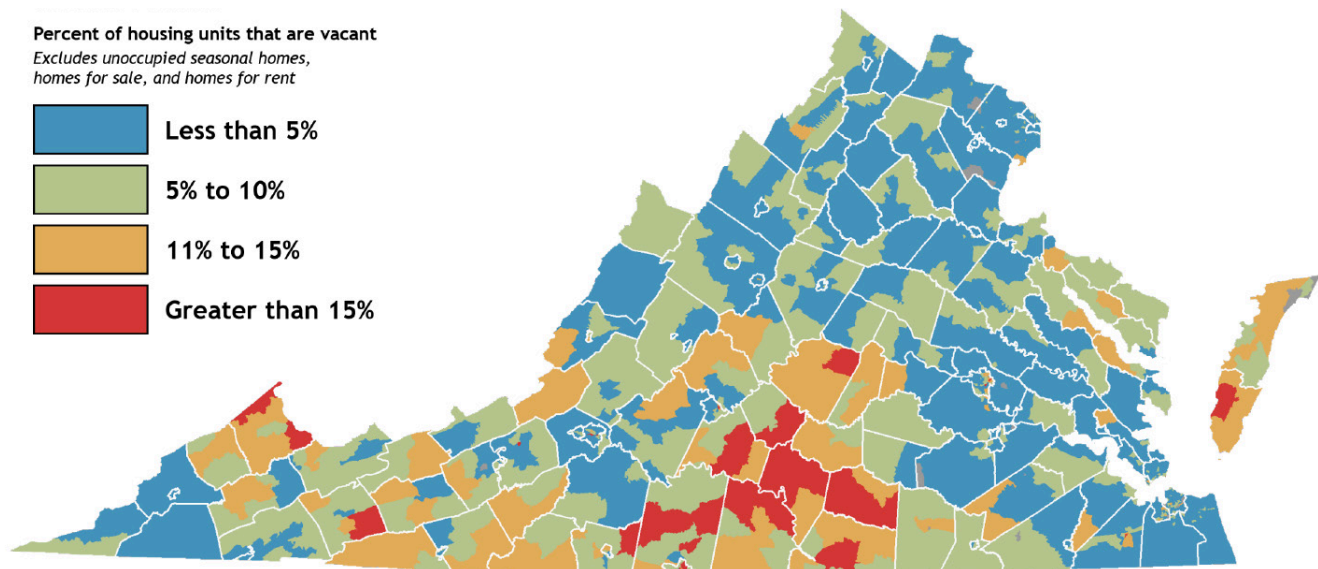 Percent of housing units that are vacant
Excludes unoccupied seasonal homes,
homes for sale, and homes for rent
Less than 5%
5% to 10%
11% to 15%
Greater than 15%